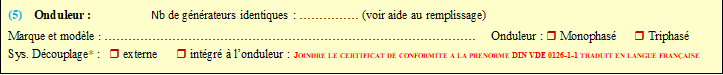 (5) Onduleur : Nb de générateurs identiques : …………… (voir aide au remplissage)
Marque et modèle : ………………………………………………………………………………… Onduleur : ❒ Monophasé ❒ Triphasé
Sys. Découplage* : ❒ externe ❒ intégré à l'onduleur : JOINDRE LE CERTIFICAT DE CONFORMITE A LA PRENORME DIN VDE 0126-1-1 TRADUIT EN LANGUE FRANÇAISE